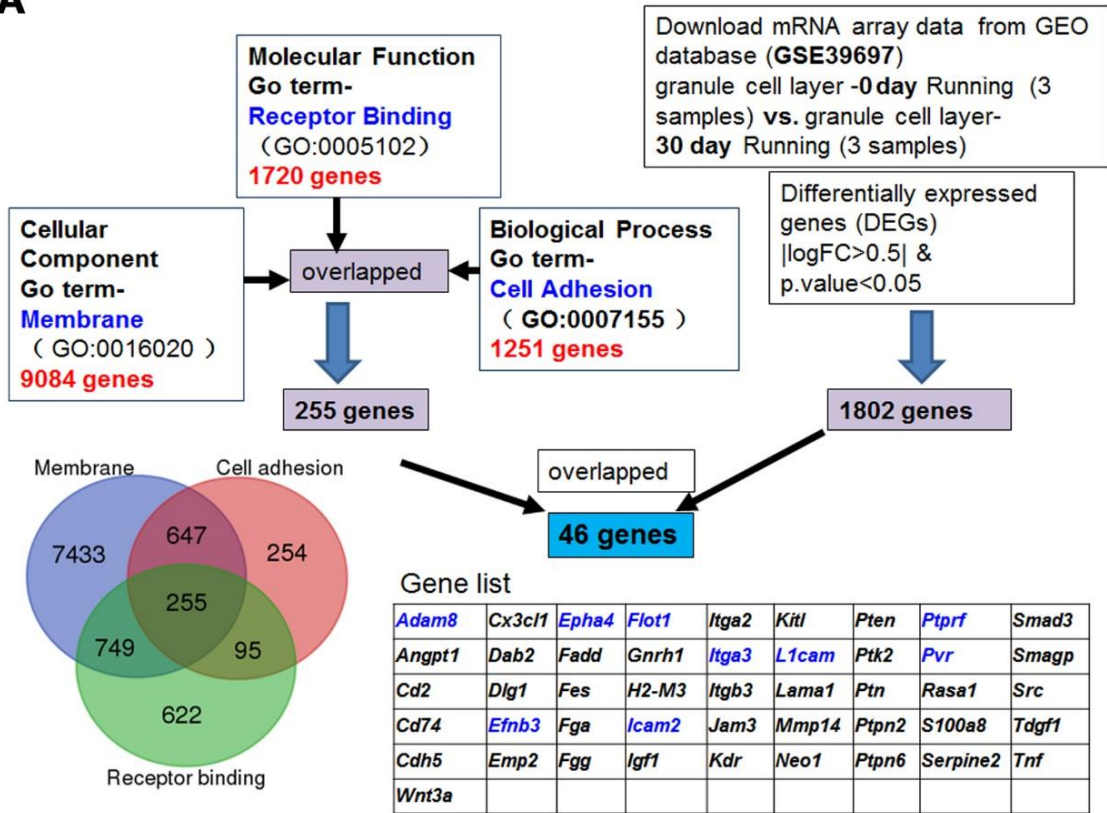 A
Molecular Function
Go term-
Receptor Binding
（GO:0005102）
1720 genes
Download mRNA array data from GEO
database (GSE39697)
granule cell layer -0 day Running (3
samples) vs. granule cell layer-
30 day Running (3 samples)
Cellular
Component
Go term-
Membrane
（ GO:0016020 ）
9084 genes
overlapped
Biological Process
Go term-
Cell Adhesion
（ GO:0007155 ）
1251 genes
Differentially expressed
genes (DEGs)
|logFC>0.5| &
p.value<0.05
255 genes
1802 genes
overlapped
46 genes
Membrane
Cell adhesion
7433
647
254
255
749
95
622
Receptor binding
Gene list
Adam8 Cx3cl1 Epha4 Flot1 Itga2 Kitl Pten Ptprf Smad3
Angpt1 Dab2 Fadd Gnrh1 Itga3 L1cam Ptk2 Pvr Smagp
Cd2 Dlg1 Fes H2-M3 Itgb3 Lama1 Ptn Rasa1 Src
Cd74 Efnb3 Fga Icam2 Jam3 Mmp14 Ptpn2 S100a8 Tdgf1
Cdh5 Emp2 Fgg Igf1 Kdr Neo1 Ptpn6 Serpine2 Tnf
Wnt3a